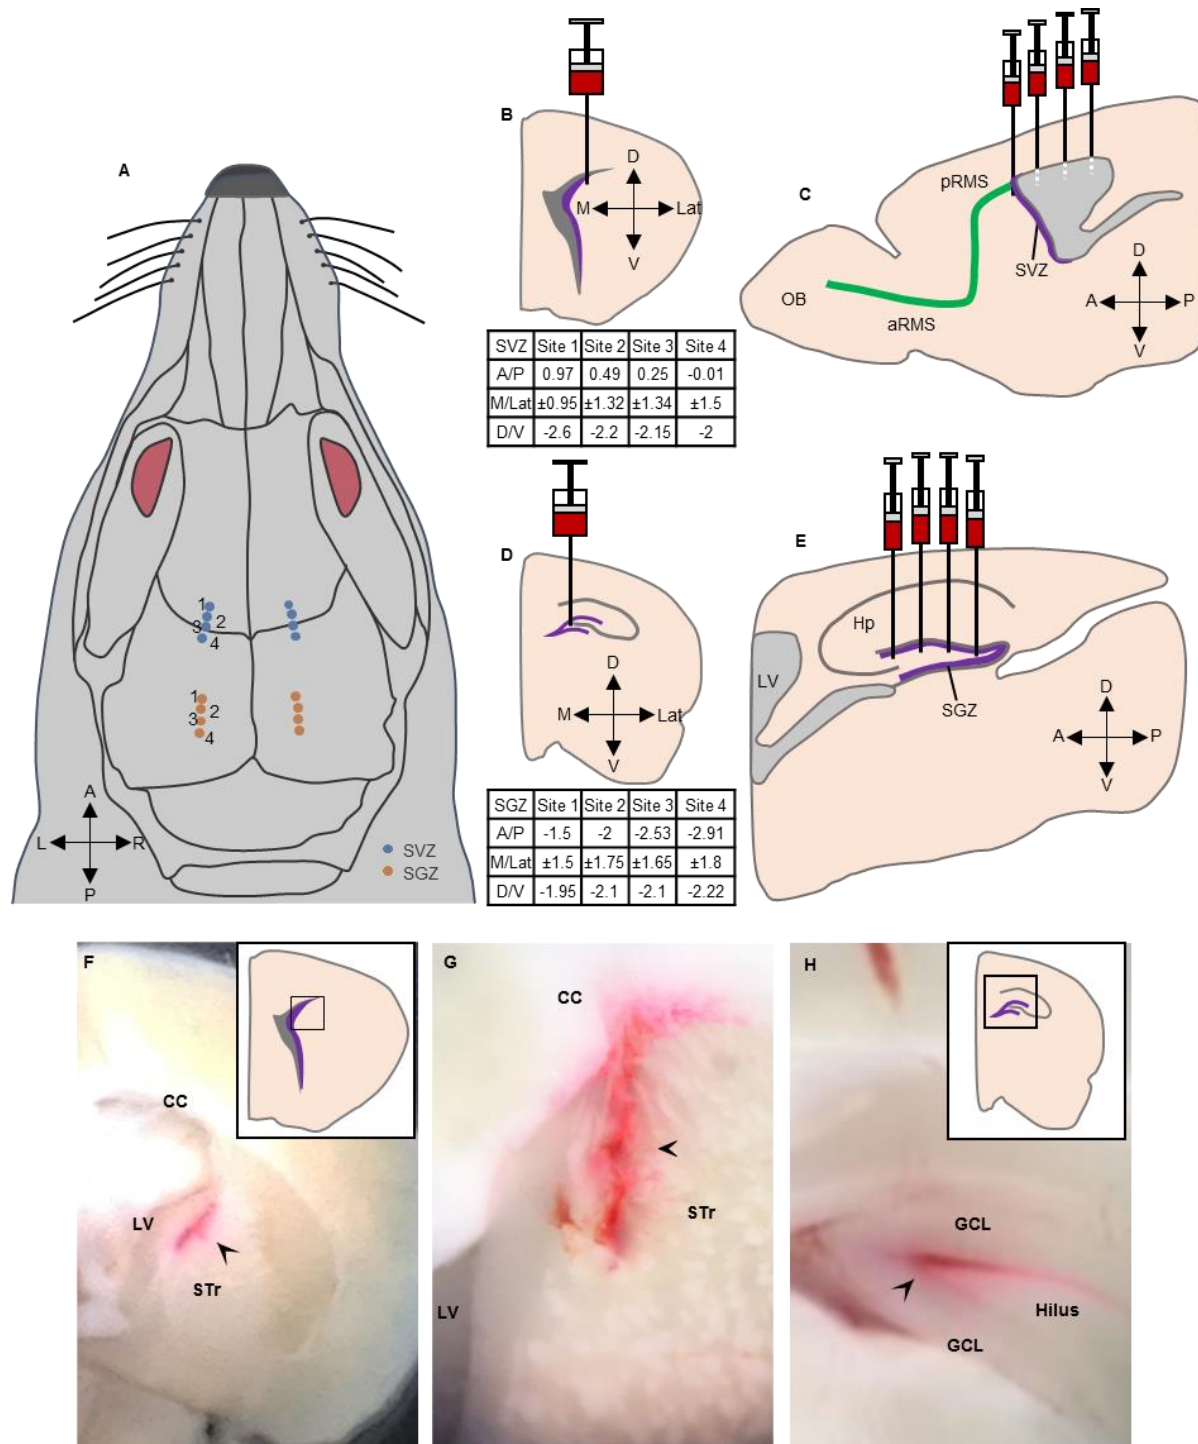 A
1
2
3
4
1
2
3
4
A
L R
P
SVZ
SGZ
B
D
M Lat
V
SVZ Site 1 Site 2 Site 3 Site 4
A/P 0.97 0.49 0.25 -0.01
M/Lat ±0.95 ±1.32 ±1.34 ±1.5
D/V -2.6 -2.2 -2.15 -2
C
pRMS
SVZ
OB
aRMS
D
A P
V
D
D
M Lat
V
SGZ Site 1 Site 2 Site 3 Site 4
A/P -1.5 -2 -2.53 -2.91
M/Lat ±1.5 ±1.75 ±1.65 ±1.8
D/V -1.95 -2.1 -2.1 -2.22
E
Hp
LV
SGZ
D
A P
V
F
CC
LV
STr
G
CC
STr
LV
H
GCL
Hilus
GCL